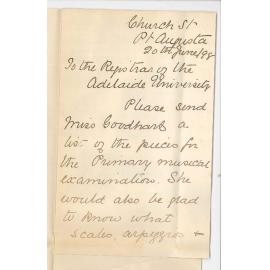 Church St
Pt Augusta
20th June/98
To the Registrar of the
Adelaide University
Please send
Miss Goodhart a
list of the pieces for
the Primary musical
examination. She
would also be glad
to know what
scales, arpeggios +